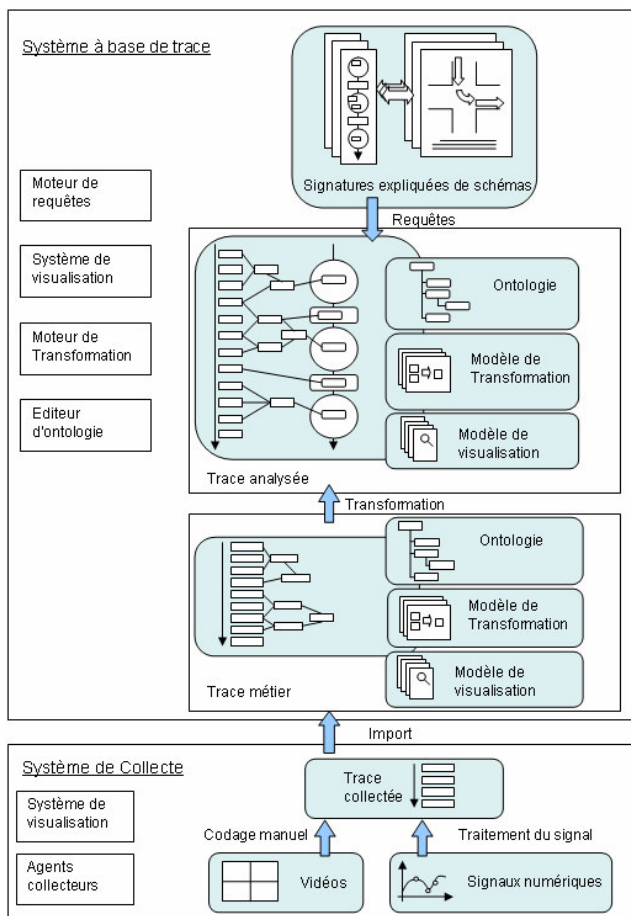 Système à base de trace
Signatures expliquées de schémas
Moteur de
requêtes
Requêtes
Système de
visualisation
Ontologie
Moteur de
Transformation
Modèle de
Transformation
Editeur
d'ontologie
Modèle de
visualisation
Trace analysée
Transformation
Ontologie
Modèle de
Transformation
Modèle de
visualisation
Trace métier
Import
Système de Collecte
Trace
collectée
Système de
visualisation
Codage manuel
Traitement du signal
Agents
collecteurs
Vidéos
Signaux numériques